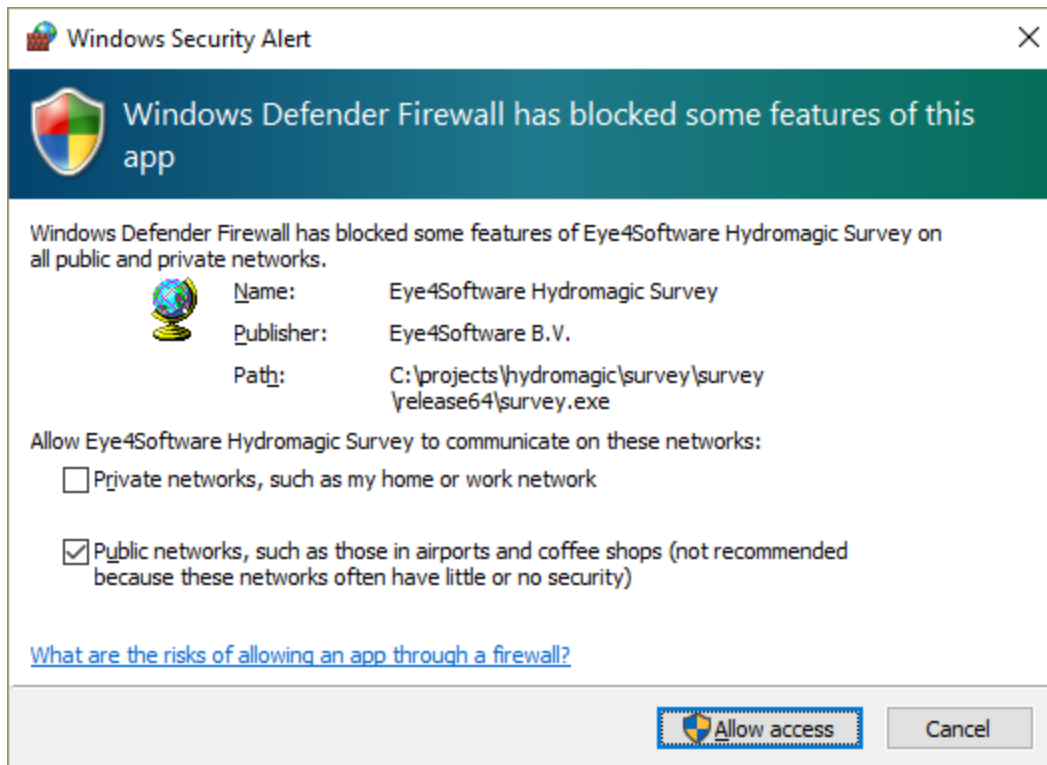 Windows Security Alert
Windows Defender Firewall has blocked some features of this
app
Windows Defender Firewall has blocked some features of Eye4Software Hydromagic Survey on
all public and private networks.
Name: Eye4Software Hydromagic Survey
Publisher: Eye4Software B.V.
Path: C:\projects\hydromagic\survey\survey
\release64\survey.exe
Allow Eye4Software Hydromagic Survey to communicate on these networks:
Private networks, such as my home or work network
Public networks, such as those in airports and coffee shops (not recommended
because these networks often have little or no security)
What are the risks of allowing an app through a firewall?
Allow access Cancel